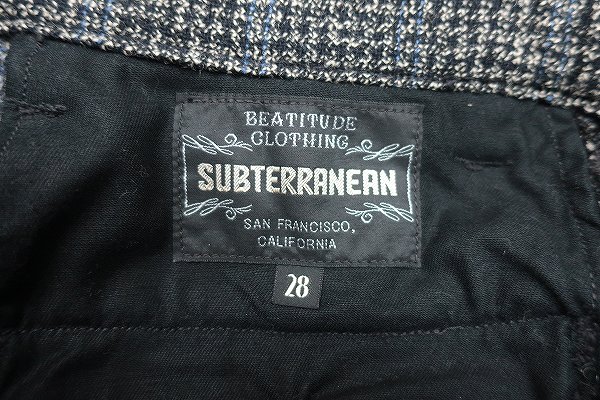 BEATITUDE
CLOTHING
SUBTERRANEAN
SAN FRANCISCO,
CALIFORNIA
28